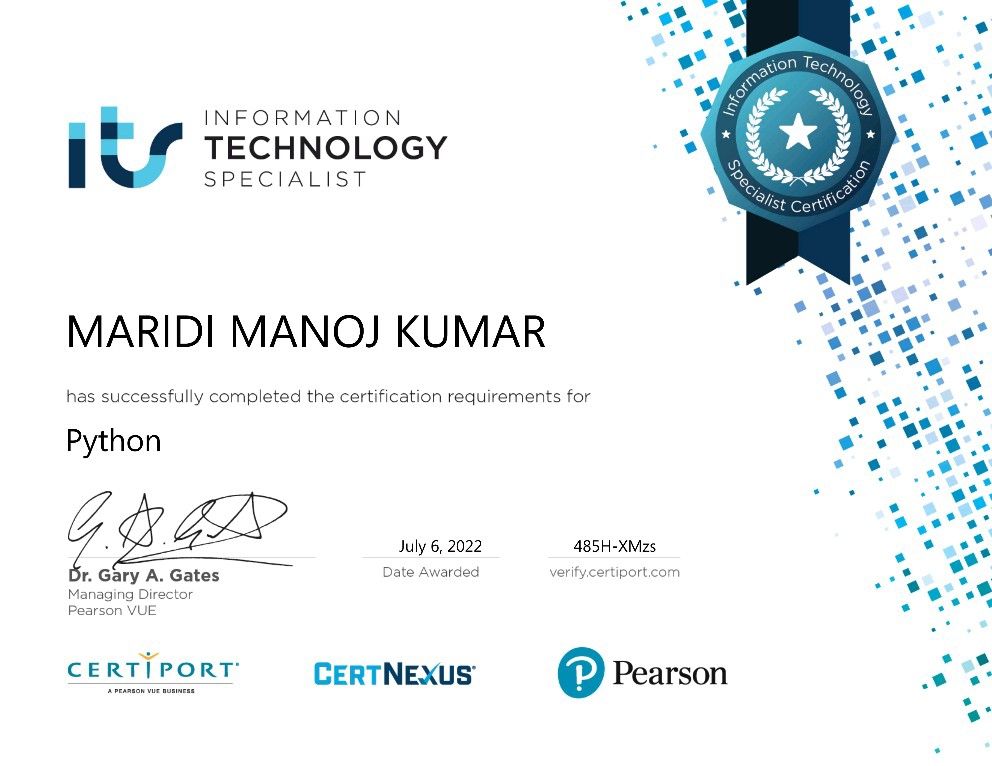 its
INFORMATION
TECHNOLOGY
SPECIALIST
Information Technology
Specialist Certification
MARIDI MANOJ KUMAR
has successfully completed the certification requirements for
Python
G. A. Gates
Dr. Gary A. Gates
Managing Director
Pearson VUE
July 6, 2022
Date Awarded
485H-XMzs
verify.certiport.com
CERTIPORT
A PEARSON VUE BUSINESS
CERTNEXUS
P Pearson